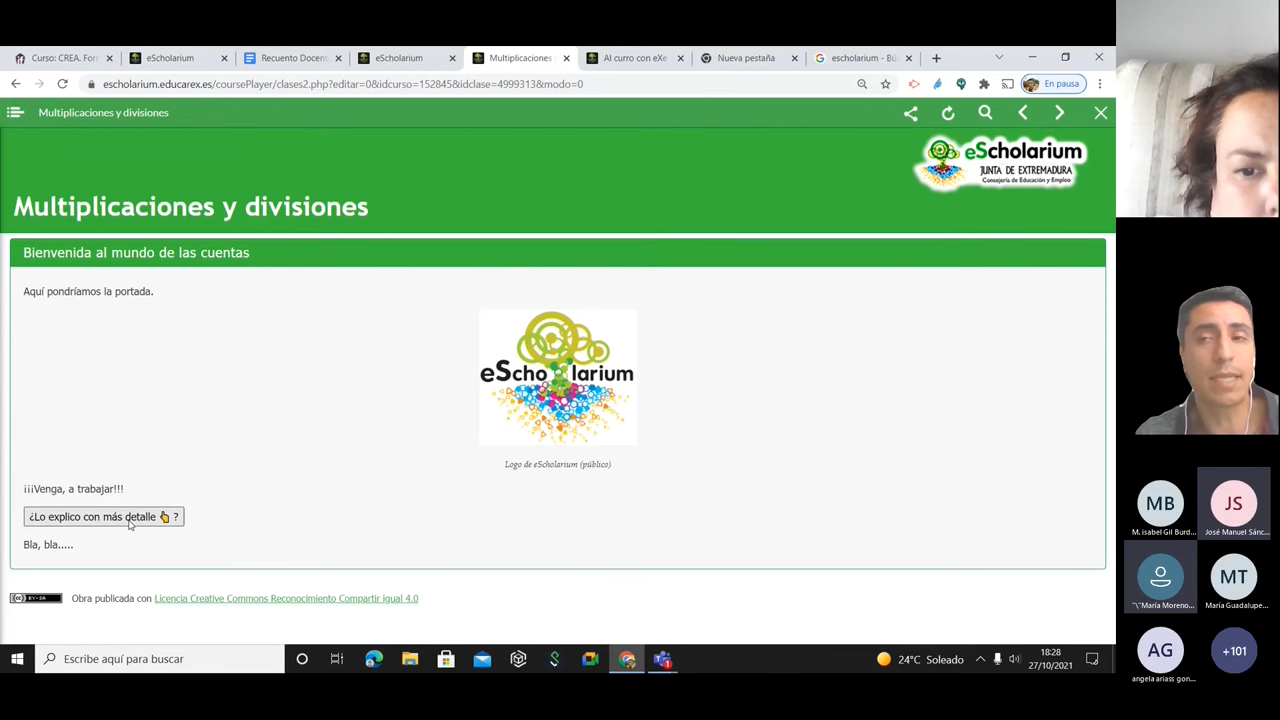 Curso: CREA. For
eScholarium
Recuento Docent
eScholarium
Multiplicaciones
Al curro con eXe
Nueva pestaña
escholarium - Bú
escholarium.educarex.es/coursePlayer/clases2.php?editar=0&idcurso=152845&idclase=4999313&modo=0
En pausa
Multiplicaciones y divisiones
eScholarium
JUNTA DE EXTREMADURA
Consejería de Educación y Empleo
Multiplicaciones y divisiones
Bienvenida al mundo de las cuentas
Aquí pondríamos la portada.
eScholarium
Logo de eScholarium (público)
¡¡¡Venga, a trabajar!!!
¿Lo explico con más detalle 👆 ?
Bla, bla.....
CC BY-SA
Obra publicada con Licencia Creative Commons Reconocimiento Compartir igual 4.0
Escribe aquí para buscar
24°C Soleado
18:28
27/10/2021
MB
M. isabel Gil Burd...
JS
José Manuel Sánc...
"\"María Moreno...
MT
María Guadalupe...
AG
angela ariass gon...
+101